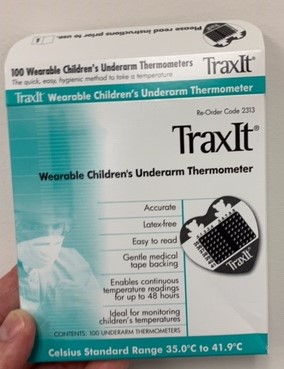 Please read instructions prior to use.
100 Wearable Children's Underarm Thermometers TraxIt®
The quick, easy, hygienic method to take a temperature
TraxIt® Wearable Children's Underarm Thermometer
Re-Order Code 2313
TraxIt®
Wearable Children's Underarm Thermometer
Accurate
Latex-free
Easy to read
Gentle medical
tape backing
Enables continuous
temperature readings
for up to 48 hours
Ideal for monitoring
children's temperatures
TraxIt
CONTENTS: 100 UNDERARM THERMOMETERS
Celsius Standard Range 35.0°C to 41.9°C